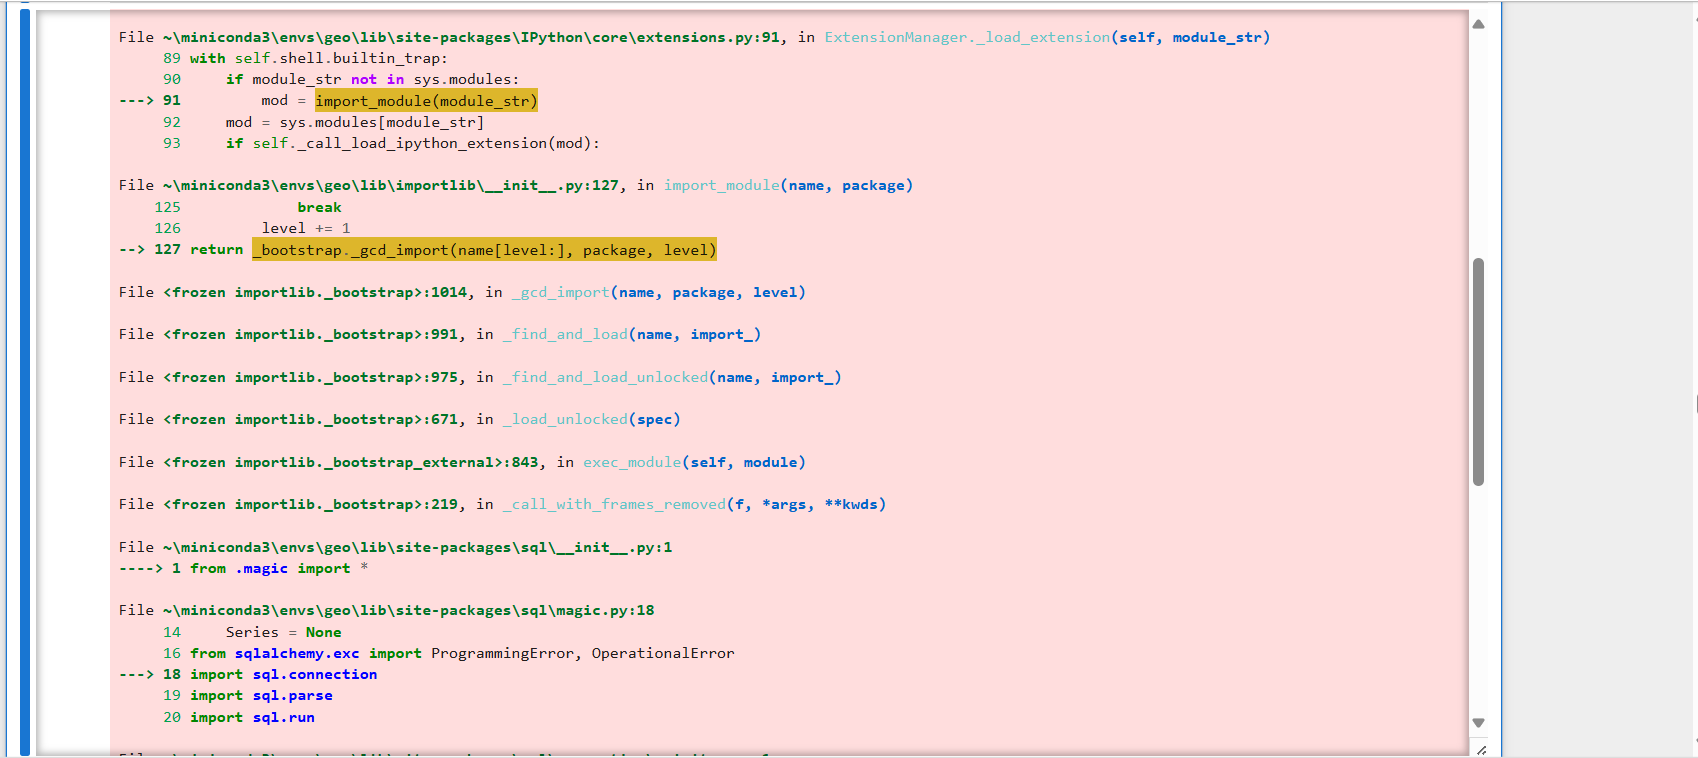 File ~\miniconda3\envs\geo\lib\site-packages\IPython\core\extensions.py:91, in ExtensionManager._load_extension(self, module_str)
89 with self.shell.builtin_trap:
90     if module_str not in sys.modules:
---> 91         mod = import_module(module_str)
92     mod = sys.modules[module_str]
93     if self._call_load_ipython_extension(mod):
File ~\miniconda3\envs\geo\lib\importlib\__init__.py:127, in import_module(name, package)
125             break
126         level += 1
--> 127 return _bootstrap._gcd_import(name[level:], package, level)
File <frozen importlib._bootstrap>:1014, in _gcd_import(name, package, level)
File <frozen importlib._bootstrap>:991, in _find_and_load(name, import_)
File <frozen importlib._bootstrap>:975, in _find_and_load_unlocked(name, import_)
File <frozen importlib._bootstrap>:671, in _load_unlocked(spec)
File <frozen importlib._bootstrap_external>:843, in exec_module(self, module)
File <frozen importlib._bootstrap>:219, in _call_with_frames_removed(f, *args, **kwds)
File ~\miniconda3\envs\geo\lib\site-packages\sql\__init__.py:1
----> 1 from .magic import *
File ~\miniconda3\envs\geo\lib\site-packages\sql\magic.py:18
14     Series = None
16 from sqlalchemy.exc import ProgrammingError, OperationalError
---> 18 import sql.connection
19 import sql.parse
20 import sql.run